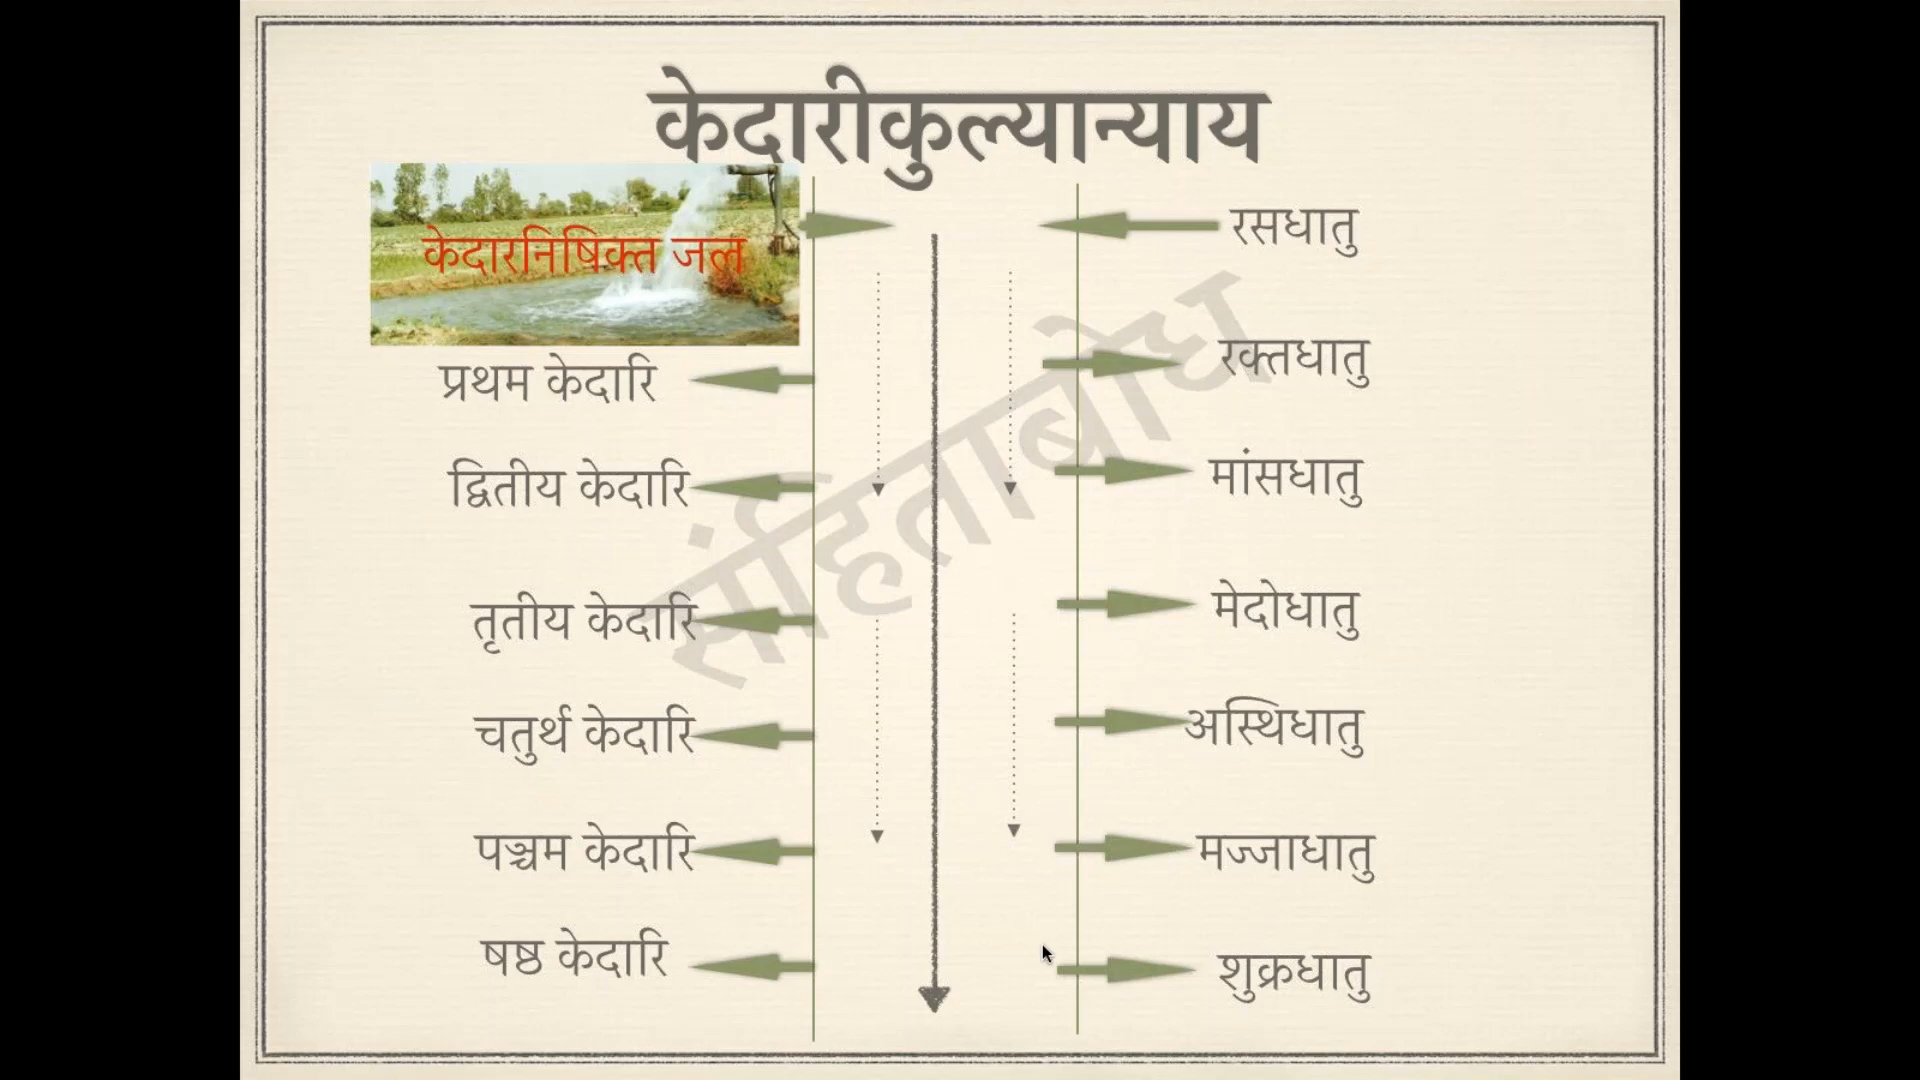 केदारीकुल्यान्याय
केदारनिषिक्त जल
रसधातु
प्रथम केदारि
रक्तधातु
द्वितीय केदारि
मांसधातु
तृतीय केदारि
मेदोधातु
चतुर्थ केदारि
अस्थिधातु
पञ्चम केदारि
मज्जाधातु
षष्ठ केदारि
शुक्रधातु
संहिताबोध